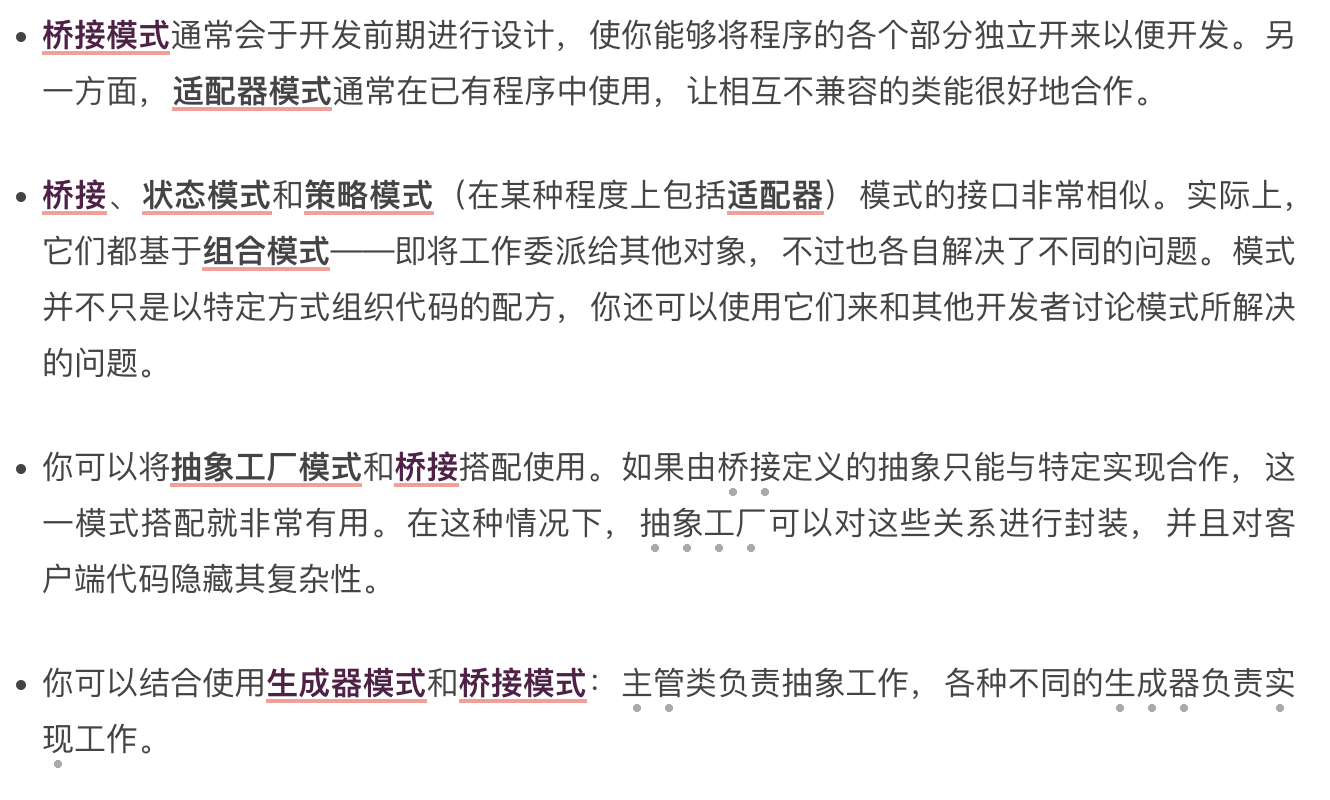 • 桥接模式通常会于开发前期进行设计，使你能够将程序的各个部分独立开来以便开发。另
一方面，适配器模式通常在已有程序中使用，让相互不兼容的类能很好地合作。
• 桥接、状态模式和策略模式（在某种程度上包括适配器）模式的接口非常相似。实际上，
它们都基于组合模式——即将工作委派给其他对象，不过也各自解决了不同的问题。模式
并不只是以特定方式组织代码的配方，你还可以使用它们来和其他开发者讨论模式所解决
的问题。
• 你可以将抽象工厂模式和桥接搭配使用。如果由桥接定义的抽象只能与特定实现合作，这
一模式搭配就非常有用。在这种情况下，抽象工厂可以对这些关系进行封装，并且对客
户端代码隐藏其复杂性。
• 你可以结合使用生成器模式和桥接模式：主管类负责抽象工作，各种不同的生成器负责实
现工作。